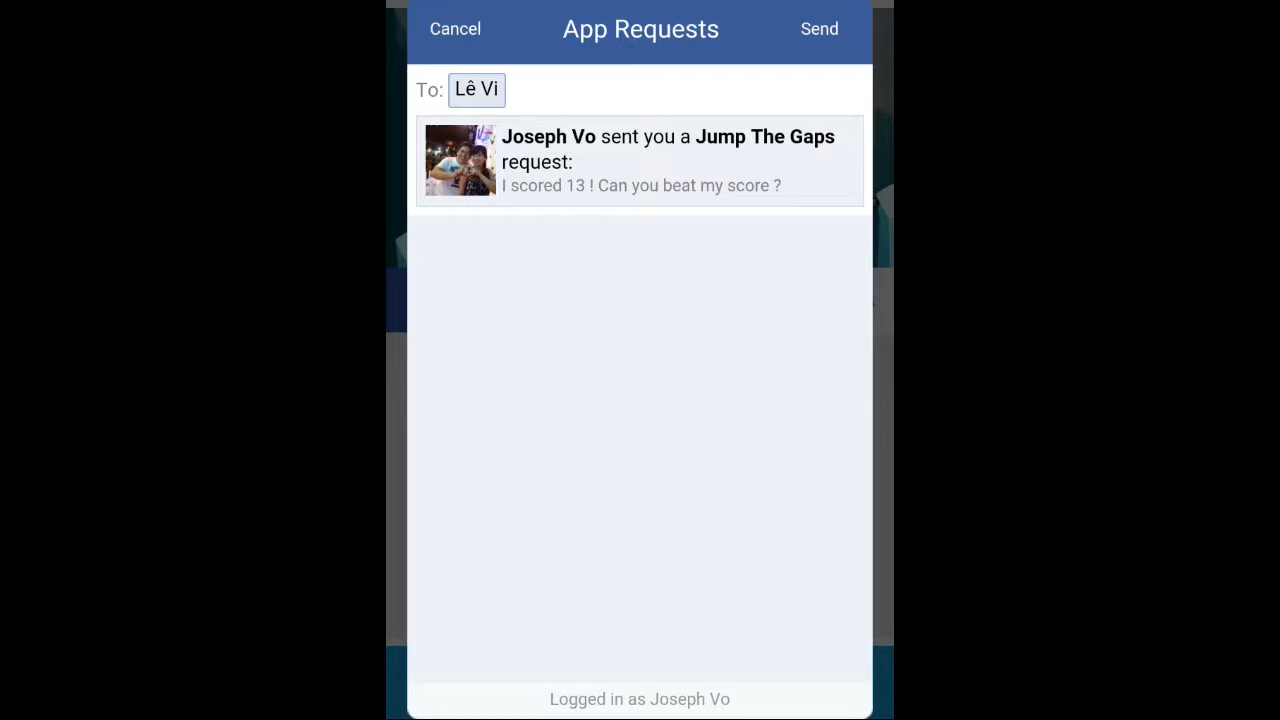 Cancel App Requests Send
To: Lê Vi
Joseph Vo sent you a Jump The Gaps
request:
I scored 13 ! Can you beat my score ?
Logged in as Joseph Vo